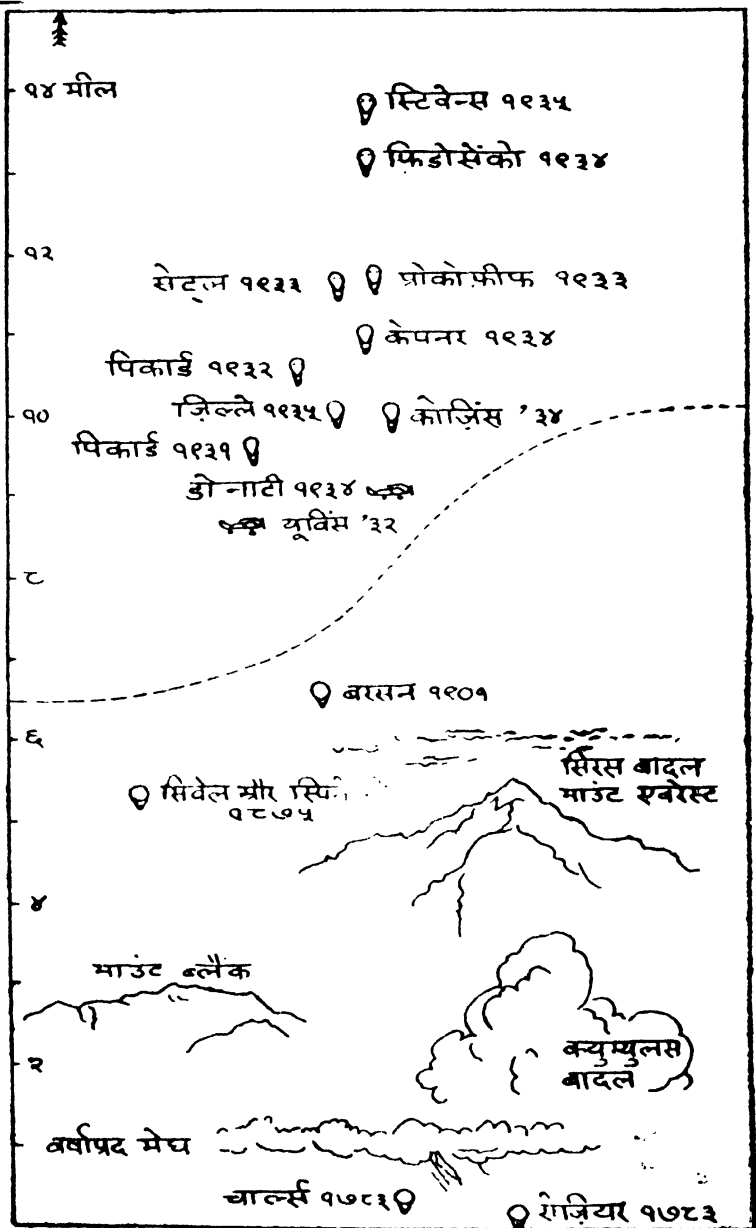 १४ मील
स्टिवेन्स १९३५
फिडोसेंको १९३४
१२
सेट्ल १९३३
प्रोकोफ़ीफ १९३३
केपनर १९३४
पिकार्ड १९३२
१०
ज़िल्ले १९३५
कोज़िंस '३४
पिकार्ड १९३१
डोनाटी १९३४
यूविंस '३२
८
बरसन १९०१
६
सिरस बादल
माउंट एवरेस्ट
सिवेल और
१८७५
४
माउंट ब्लैंक
क्युम्युलस
बादल
२
वर्षाप्रद मेघ
चार्ल्स १७८३
रोज़ियर १७८३